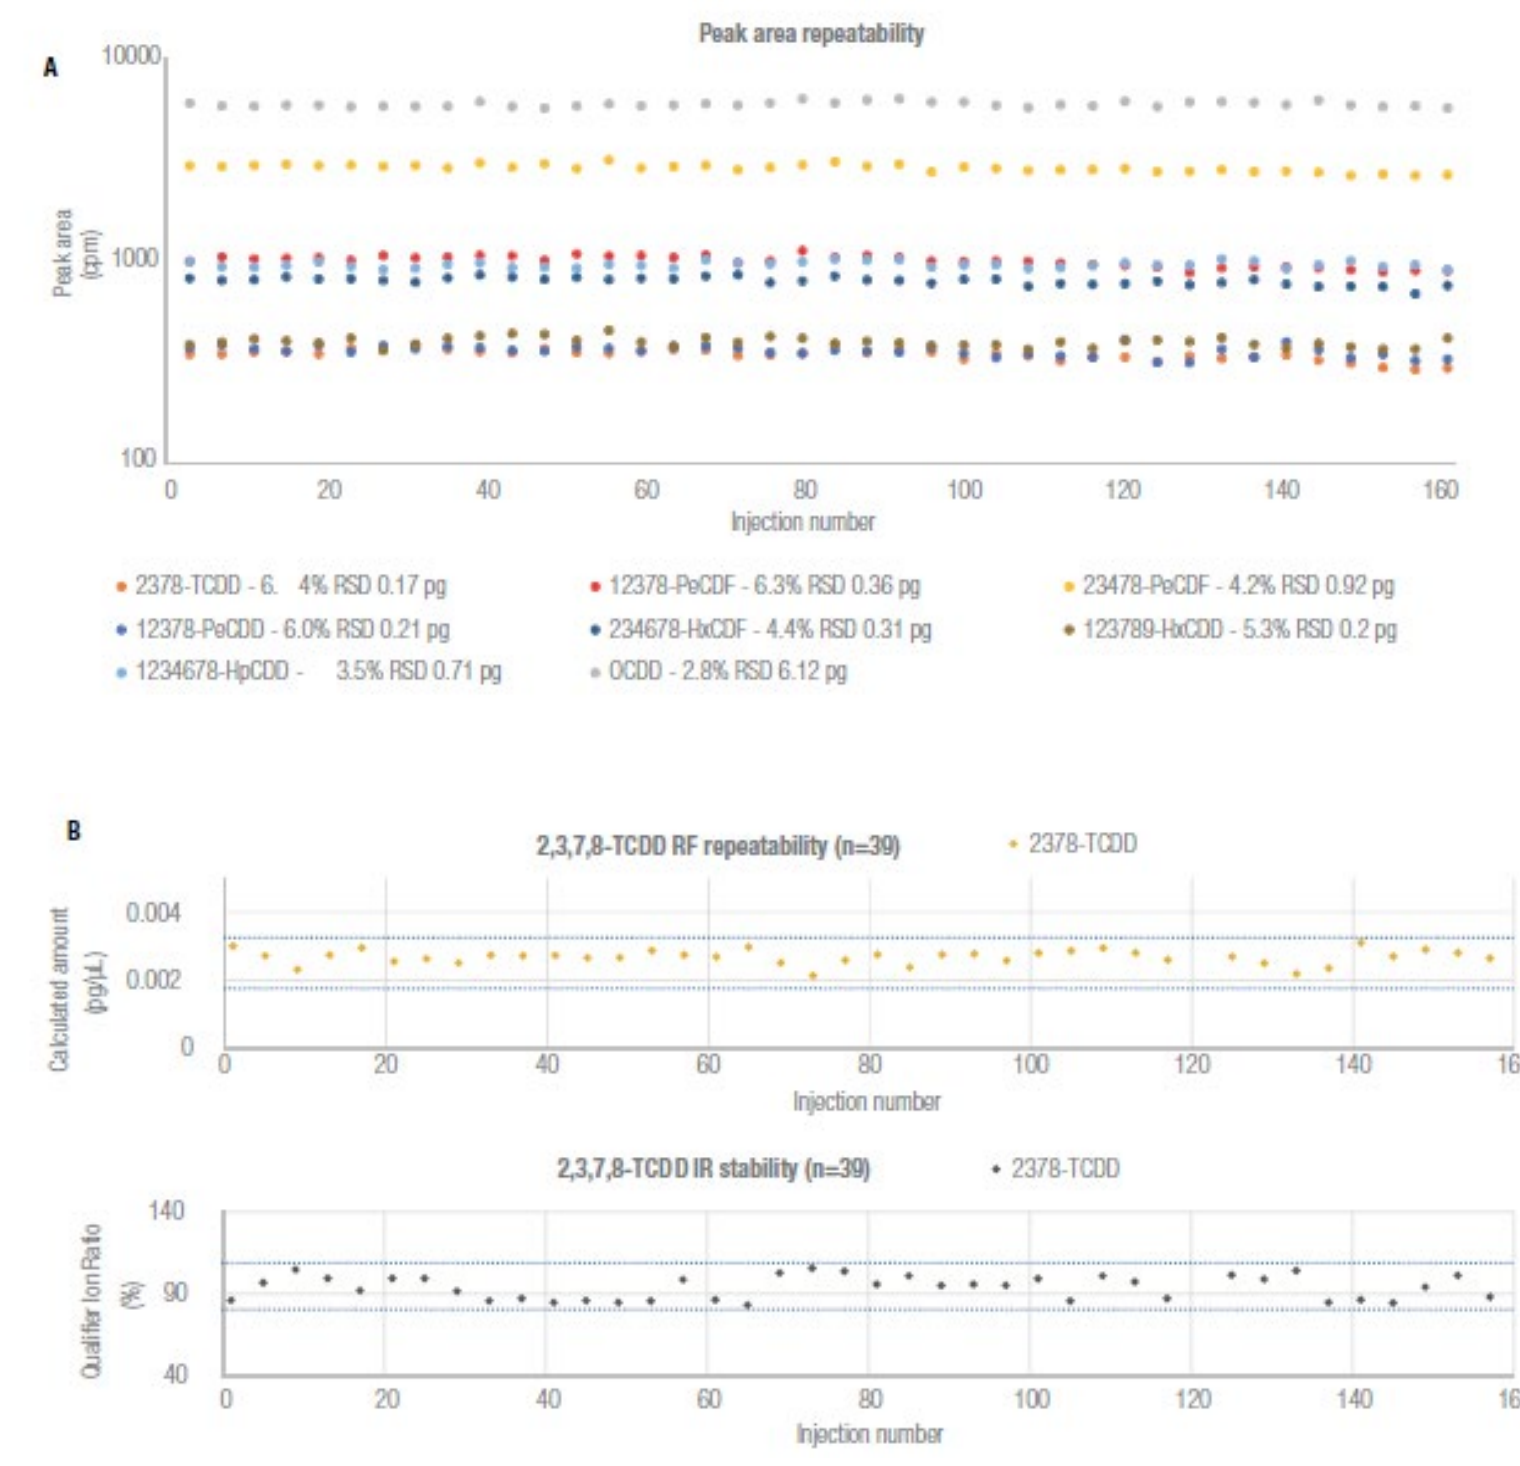 Peak area repeatability
A
10000
1000
100
Peak area
(cpm)
0 20 40 60 80 100 120 140 160
Injection number
2378-TCDD - 6. 4% RSD 0.17 pg
12378-PeCDF - 6.3% RSD 0.36 pg
23478-PeCDF - 4.2% RSD 0.92 pg
12378-PeCDD - 6.0% RSD 0.21 pg
234678-HxCDF - 4.4% RSD 0.31 pg
123789-HxCDD - 5.3% RSD 0.2 pg
1234678-HpCDD - 3.5% RSD 0.71 pg
OCDD - 2.8% RSD 6.12 pg
B
2,3,7,8-TCDD RF repeatability (n=39)
2378-TCDD
Calculated amount
(pg/µL)
0.004
0.002
0
0 20 40 60 80 100 120 140 16
Injection number
2,3,7,8-TCDD IR stability (n=39)
2378-TCDD
Qualifier Ion Ratio
(%)
140
90
40
0 20 40 60 80 100 120 140 16
Injection number